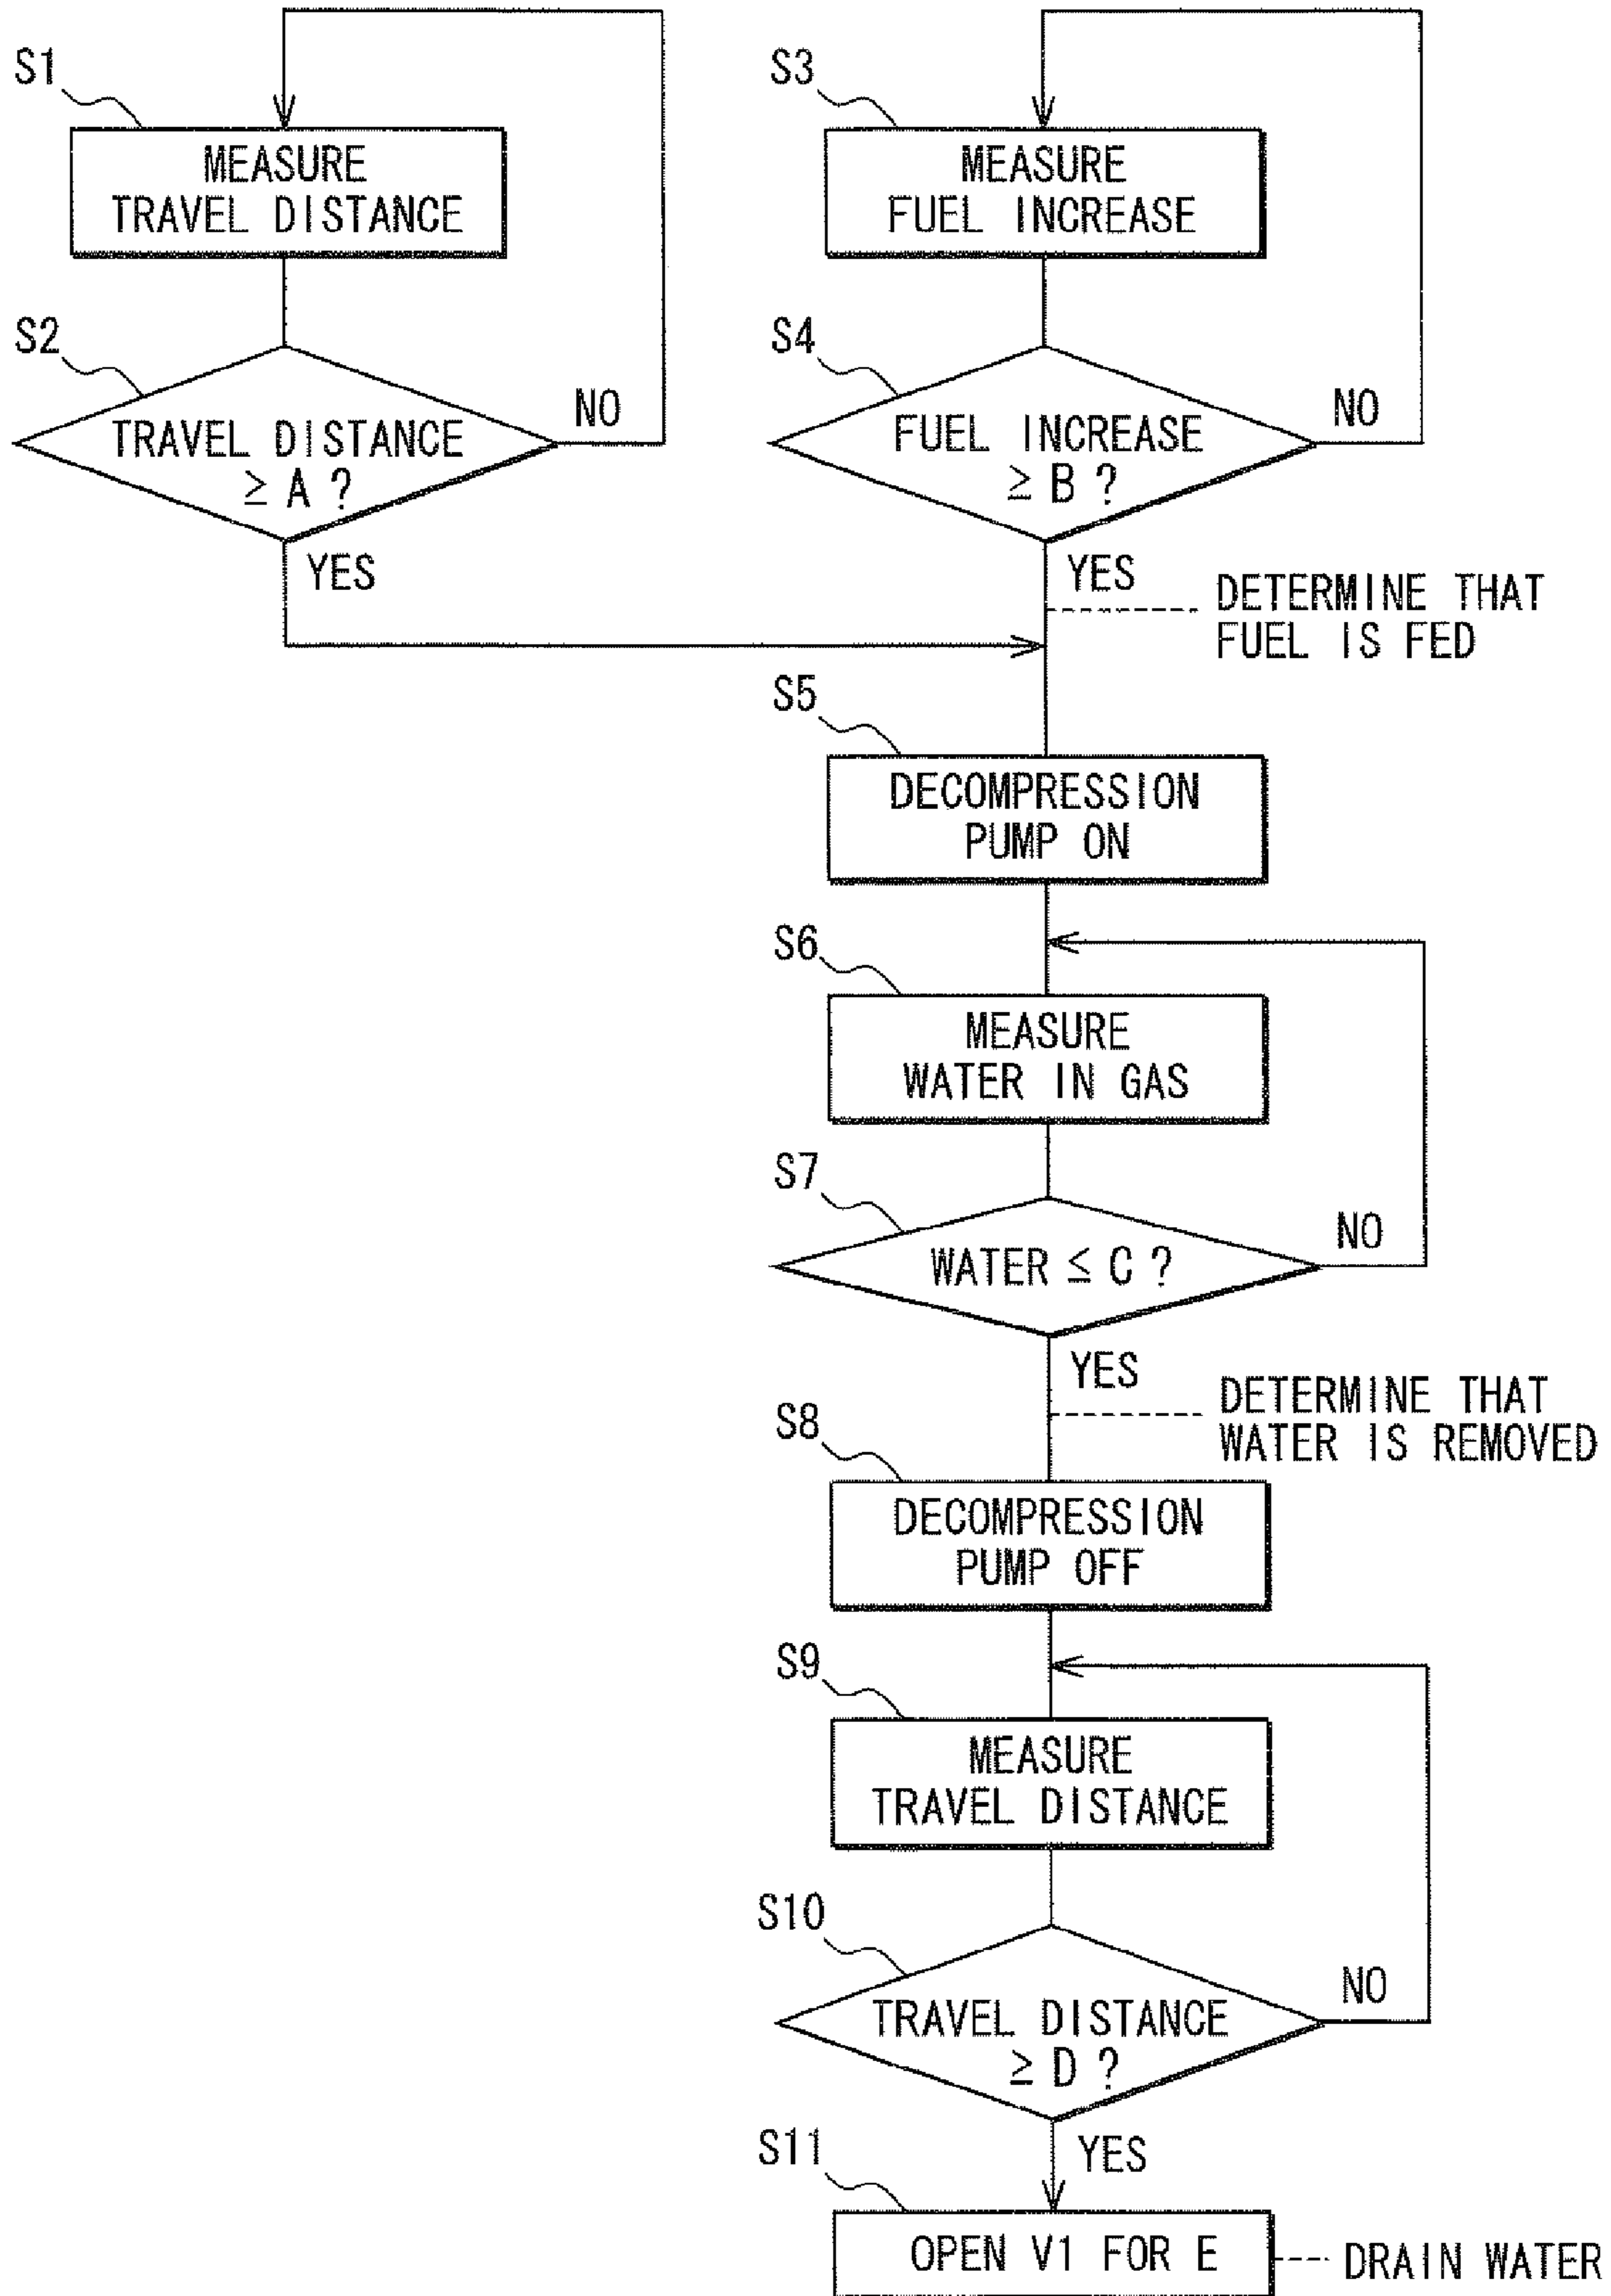 S1
MEASURE
TRAVEL DISTANCE
S2
TRAVEL DISTANCE
≥ A ?
NO
YES
S3
MEASURE
FUEL INCREASE
S4
FUEL INCREASE
≥ B ?
NO
YES
DETERMINE THAT
FUEL IS FED
S5
DECOMPRESSION
PUMP ON
S6
MEASURE
WATER IN GAS
S7
WATER ≤ C ?
NO
YES
DETERMINE THAT
WATER IS REMOVED
S8
DECOMPRESSION
PUMP OFF
S9
MEASURE
TRAVEL DISTANCE
S10
TRAVEL DISTANCE
≥ D ?
NO
YES
S11
OPEN V1 FOR E
DRAIN WATER